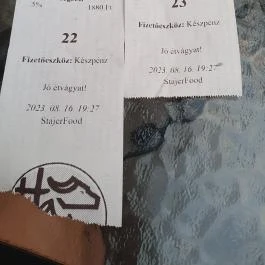 5% 1880 Ft
22
Fizetőeszköz: Készpénz
Jó étvágyat!
2023. 08. 16. 19:27
StajerFood
23
Fizetőeszköz: Készpénz
Jó étvágyat!
2023. 08. 16. 19:27
StajerFood